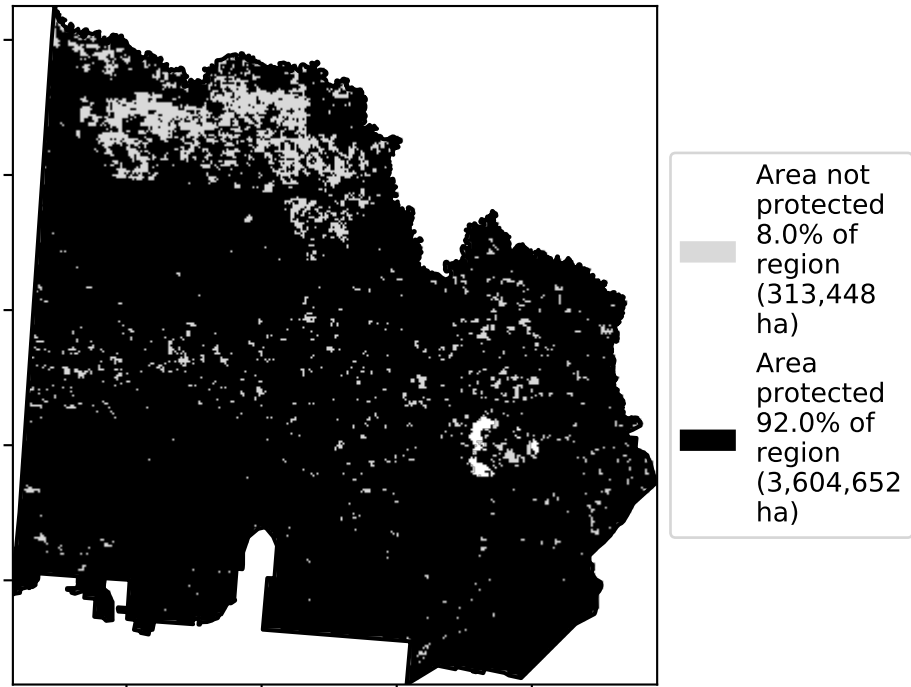 Area not
protected
8.0% of
region
(313,448
ha)
Area
protected
92.0% of
region
(3,604,652
ha)